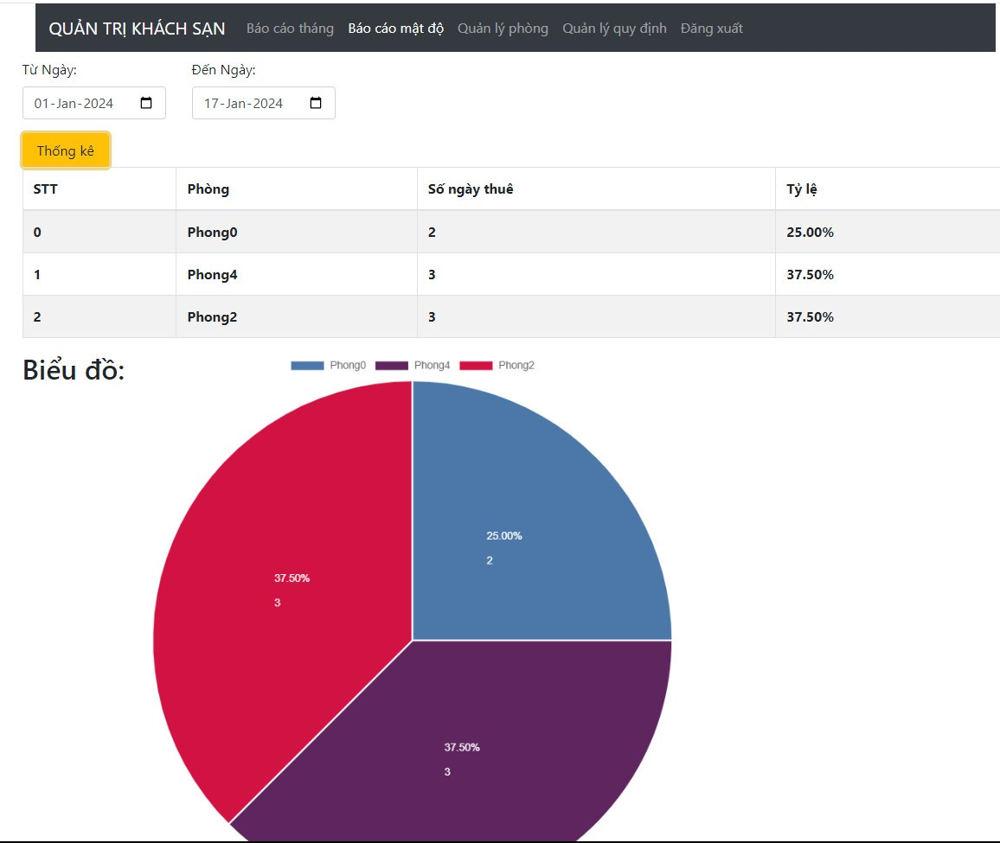 QUẢN TRỊ KHÁCH SẠN Báo cáo tháng Báo cáo mật độ Quản lý phòng Quản lý quy định Đăng xuất
Từ Ngày: Đến Ngày:
01-Jan-2024 17-Jan-2024
Thống kê
STT Phòng Số ngày thuê Tỷ lệ
0 Phong0 2 25.00%
1 Phong4 3 37.50%
2 Phong2 3 37.50%
Biểu đồ:
Phong0 Phong4 Phong2
25.00%
2
37.50%
3
37.50%
3